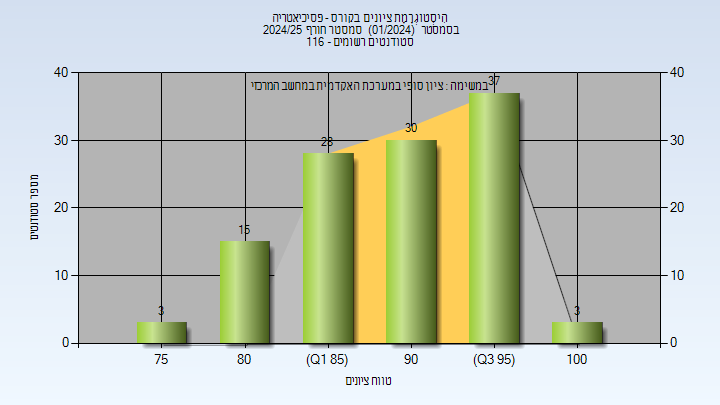 היסטוגרמת ציונים בקורס - פסיכיאטריה
בסמסטר (01/2024) סמסטר חורף 2024/25
סטודנטים רשומים - 116
במשימה : ציון סופי במערכת האקדמית במחשב המרכזי
40
30
20
10
0
40
30
20
10
0
מספר סטודנטים
3
15
28
30
37
3
75
80
(Q1 85)
90
(Q3 95)
100
טווח ציונים